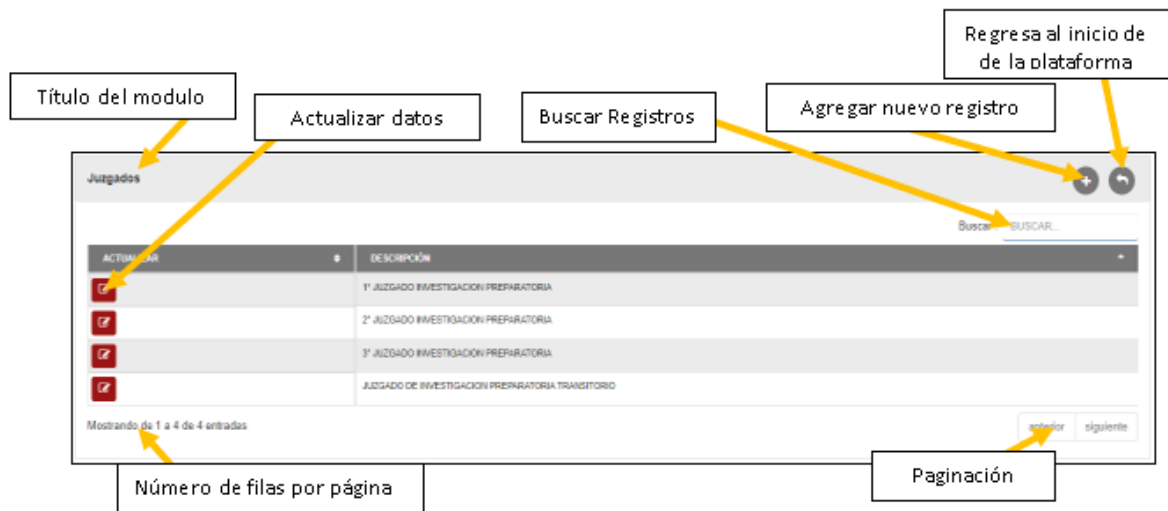 Regresa al inicio de
de la plataforma
Título del modulo
Actualizar datos
Buscar Registros
Agregar nuevo registro
Juzgados
Buscar BUSCAR...
ACTUALIZAR DESCRIPCIÓN
1° JUZGADO INVESTIGACION PREPARATORIA
2° JUZGADO INVESTIGACION PREPARATORIA
3° JUZGADO INVESTIGACION PREPARATORIA
JUZGADO DE INVESTIGACION PREPARATORIA TRANSITORIO
Mostrando de 1 a 4 de 4 entradas
anterior siguiente
Número de filas por página
Paginación